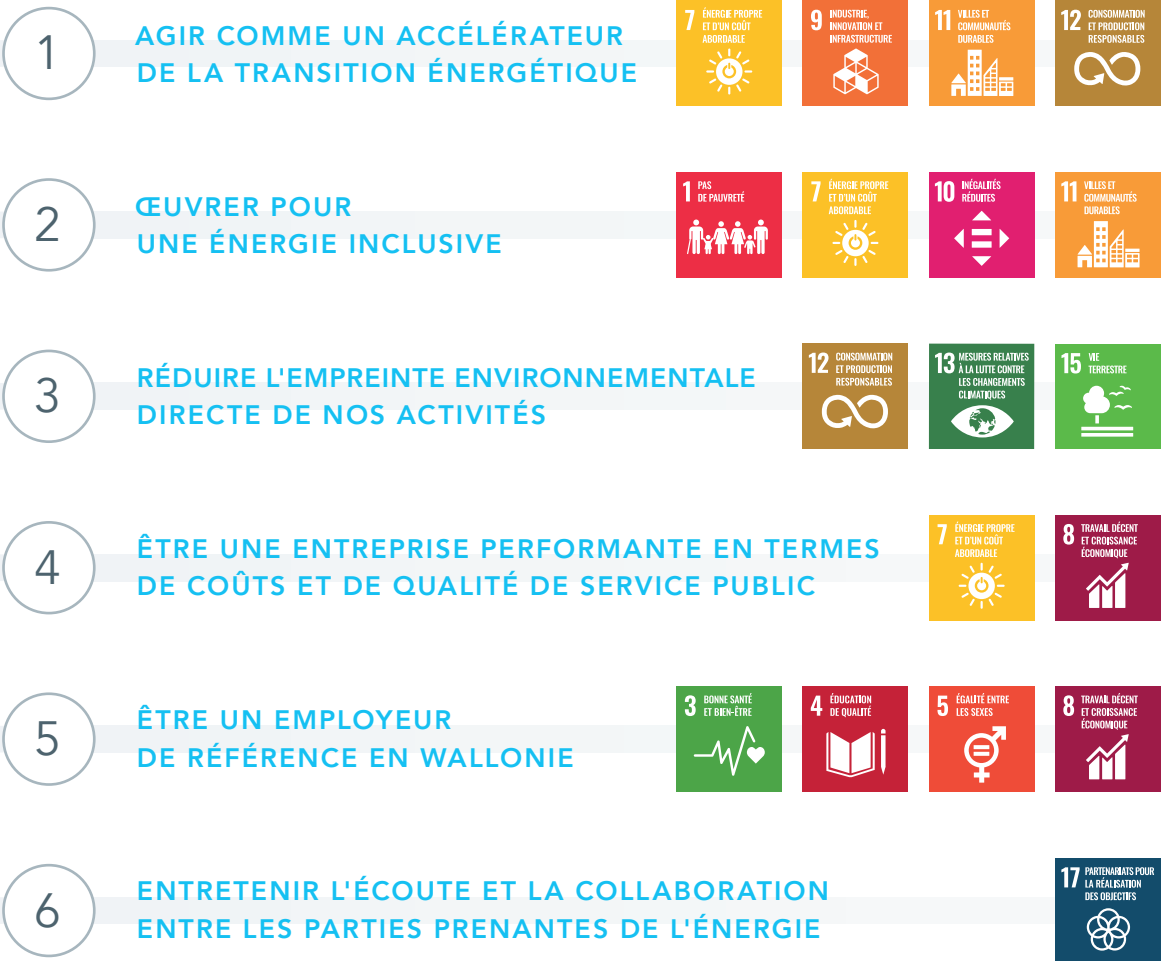 1
AGIR COMME UN ACCÉLÉRATEUR
DE LA TRANSITION ÉNERGÉTIQUE
7 ÉNERGIE PROPRE
ET D'UN COÛT
ABORDABLE
9 INDUSTRIE,
INNOVATION ET
INFRASTRUCTURE
11 VILLES ET
COMMUNAUTÉS
DURABLES
12 CONSOMMATION
ET PRODUCTION
RESPONSABLES
2
ŒUVRER POUR
UNE ÉNERGIE INCLUSIVE
1 PAS
DE PAUVRETÉ
7 ÉNERGIE PROPRE
ET D'UN COÛT
ABORDABLE
10 INÉGALITÉS
RÉDUITES
11 VILLES ET
COMMUNAUTÉS
DURABLES
3
RÉDUIRE L'EMPREINTE ENVIRONNEMENTALE
DIRECTE DE NOS ACTIVITÉS
12 CONSOMMATION
ET PRODUCTION
RESPONSABLES
13 MESURES RELATIVES
À LA LUTTE CONTRE
LES CHANGEMENTS
CLIMATIQUES
15 VIE
TERRESTRE
4
ÊTRE UNE ENTREPRISE PERFORMANTE EN TERMES
DE COÛTS ET DE QUALITÉ DE SERVICE PUBLIC
7 ÉNERGIE PROPRE
ET D'UN COÛT
ABORDABLE
8 TRAVAIL DÉCENT
ET CROISSANCE
ÉCONOMIQUE
5
ÊTRE UN EMPLOYEUR
DE RÉFÉRENCE EN WALLONIE
3 BONNE SANTÉ
ET BIEN-ÊTRE
4 ÉDUCATION
DE QUALITÉ
5 ÉGALITÉ ENTRE
LES SEXES
8 TRAVAIL DÉCENT
ET CROISSANCE
ÉCONOMIQUE
6
ENTRETENIR L'ÉCOUTE ET LA COLLABORATION
ENTRE LES PARTIES PRENANTES DE L'ÉNERGIE
17 PARTENARIATS POUR
LA RÉALISATION
DES OBJECTIFS